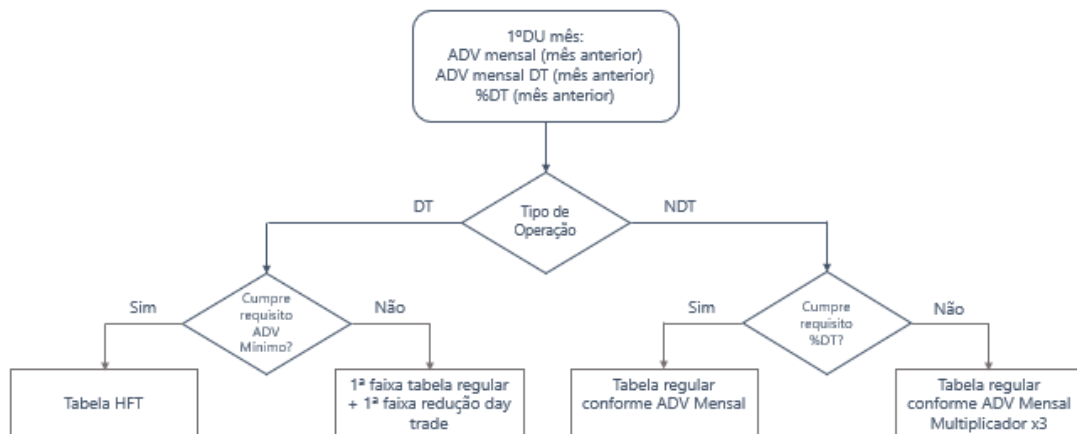 1ºDU mês:
ADV mensal (mês anterior)
ADV mensal DT (mês anterior)
%DT (mês anterior)
DT
Tipo de
Operação
NDT
Sim
Cumpre
requisito
ADV
Mínimo?
Não
Sim
Cumpre
requisito
%DT?
Não
Tabela HFT
1ª faixa tabela regular
+ 1ª faixa redução day
trade
Tabela regular
conforme ADV Mensal
Tabela regular
conforme ADV Mensal
Multiplicador x3